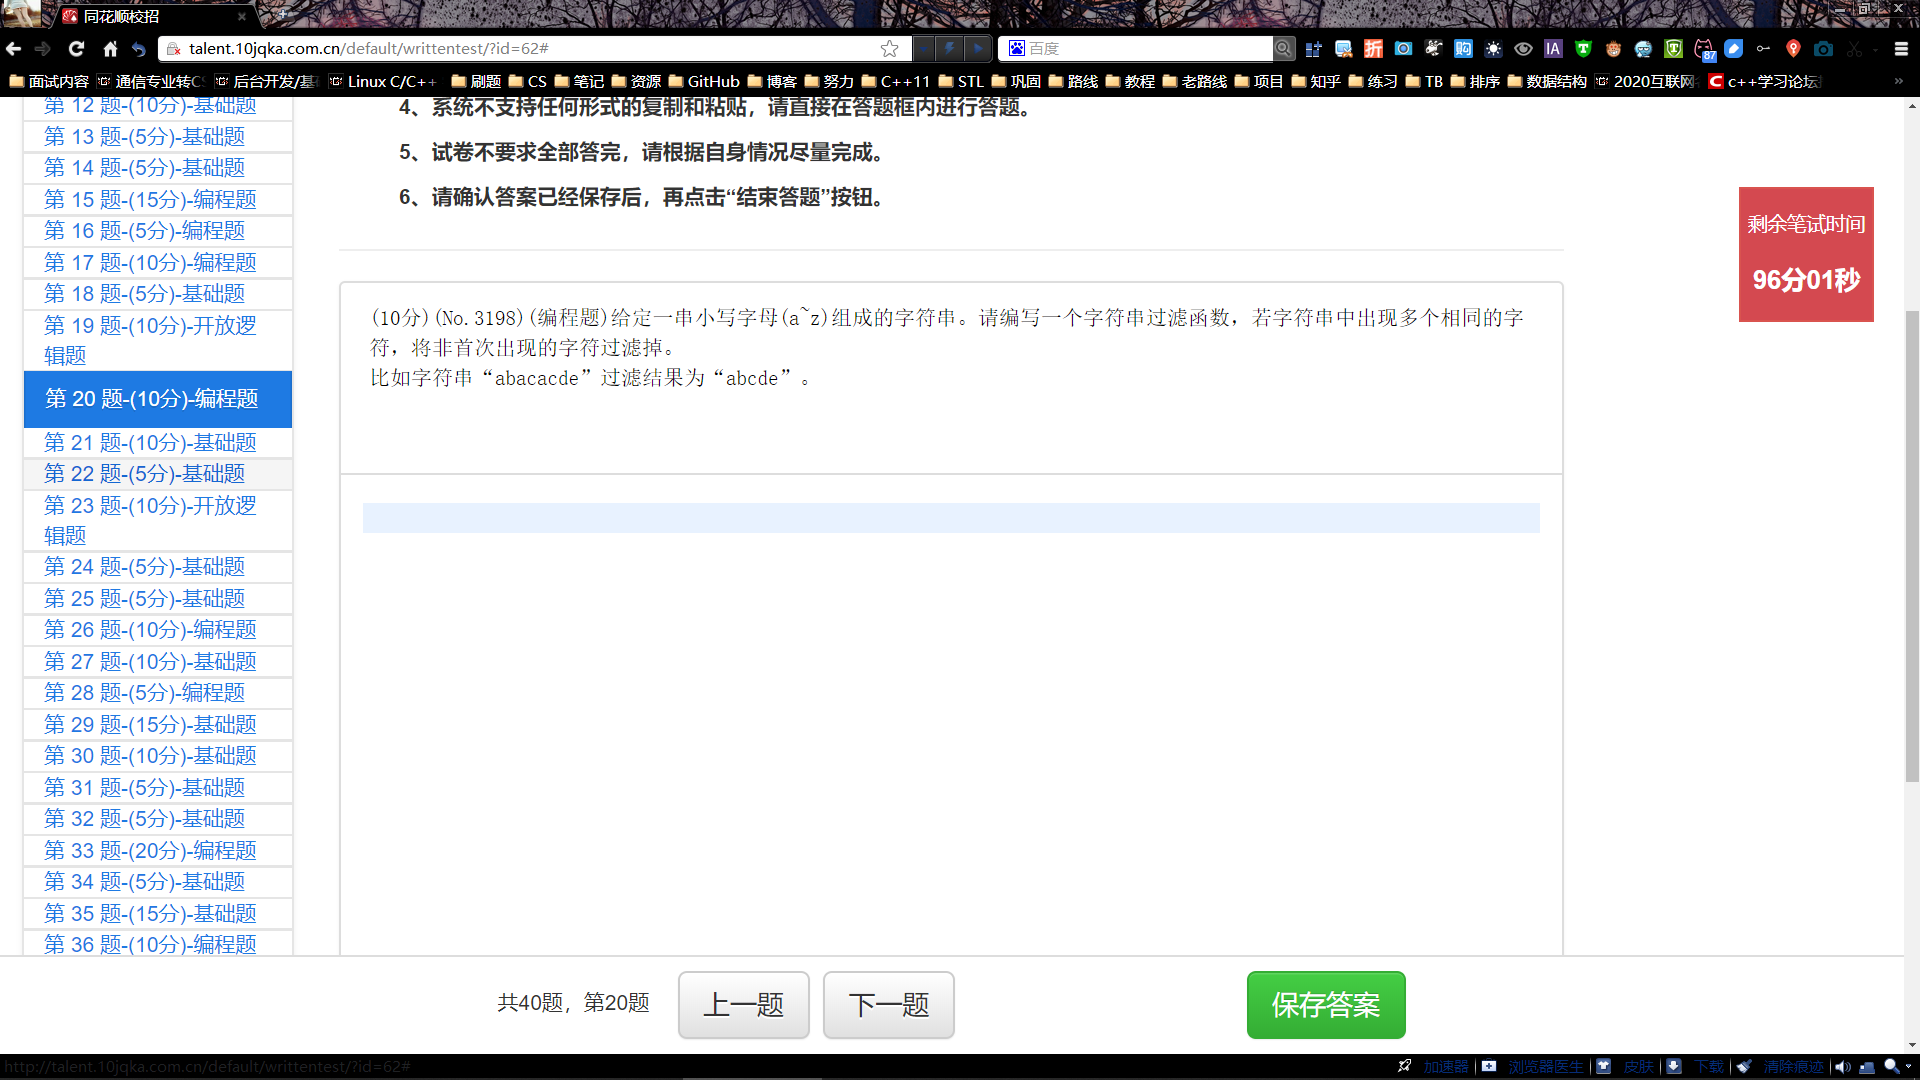 同花顺校招
talent.10jqka.com.cn/default/writtentest/?id=62#
百度
折
购
IA
87
面试内容
通信专业转C
后台开发/基
Linux C/C++
刷题
CS
笔记
资源
GitHub
博客
努力
C++11
STL
巩固
路线
教程
老路线
项目
知乎
练习
TB
排序
数据结构
2020互联网
c++学习论坛
»
第 12 题-(10分)-基础题
第 13 题-(5分)-基础题
第 14 题-(5分)-基础题
第 15 题-(15分)-编程题
第 16 题-(5分)-编程题
第 17 题-(10分)-编程题
第 18 题-(5分)-基础题
第 19 题-(10分)-开放逻
辑题
第 20 题-(10分)-编程题
第 21 题-(10分)-基础题
第 22 题-(5分)-基础题
第 23 题-(10分)-开放逻
辑题
第 24 题-(5分)-基础题
第 25 题-(5分)-基础题
第 26 题-(10分)-编程题
第 27 题-(10分)-基础题
第 28 题-(5分)-编程题
第 29 题-(15分)-基础题
第 30 题-(10分)-基础题
第 31 题-(5分)-基础题
第 32 题-(5分)-基础题
第 33 题-(20分)-编程题
第 34 题-(5分)-基础题
第 35 题-(15分)-基础题
第 36 题-(10分)-编程题
4、系统不支持任何形式的复制和粘贴，请直接在答题框内进行答题。
5、试卷不要求全部答完，请根据自身情况尽量完成。
6、请确认答案已经保存后，再点击“结束答题”按钮。
剩余笔试时间
96分01秒
(10分)(No.3198)(编程题)给定一串小写字母(a~z)组成的字符串。请编写一个字符串过滤函数，若字符串中出现多个相同的字
符，将非首次出现的字符过滤掉。
比如字符串“abacacde”过滤结果为“abcde”。
共40题，第20题
上一题
下一题
保存答案
http://talent.10jqka.com.cn/default/writtentest/?id=62#
加速器
浏览器医生
皮肤
下载
清除痕迹